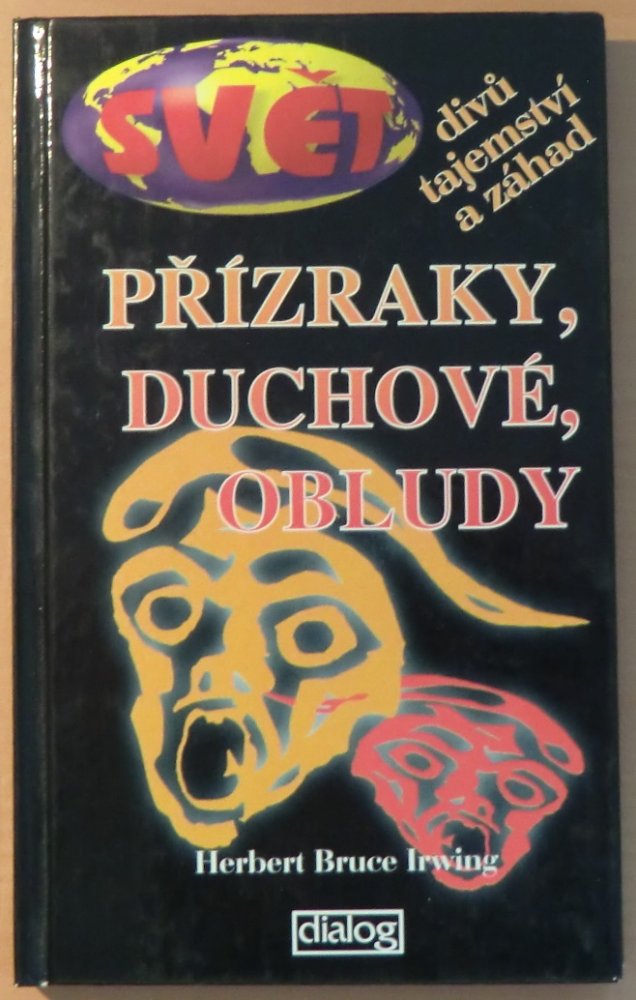 SVĚT
divů
tajemství
a záhad
PŘÍZRAKY,
DUCHOVÉ,
OBLUDY
Herbert Bruce Irwing
dialog